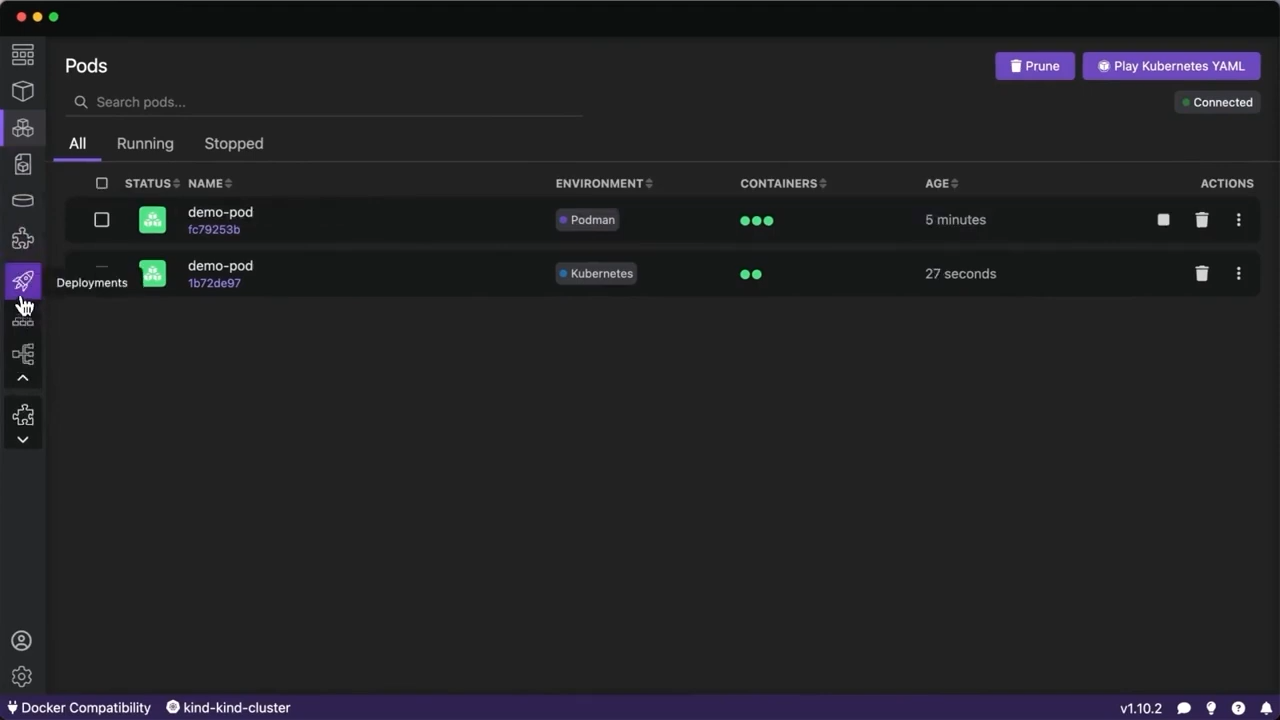 Pods
Prune
Play Kubernetes YAML
Search pods...
Connected
All Running Stopped
STATUS NAME ENVIRONMENT CONTAINERS AGE ACTIONS
demo-pod
fc79253b
Podman
5 minutes
demo-pod
1b72de97
Kubernetes
27 seconds
Deployments
Docker Compatibility
kind-kind-cluster
v1.10.2